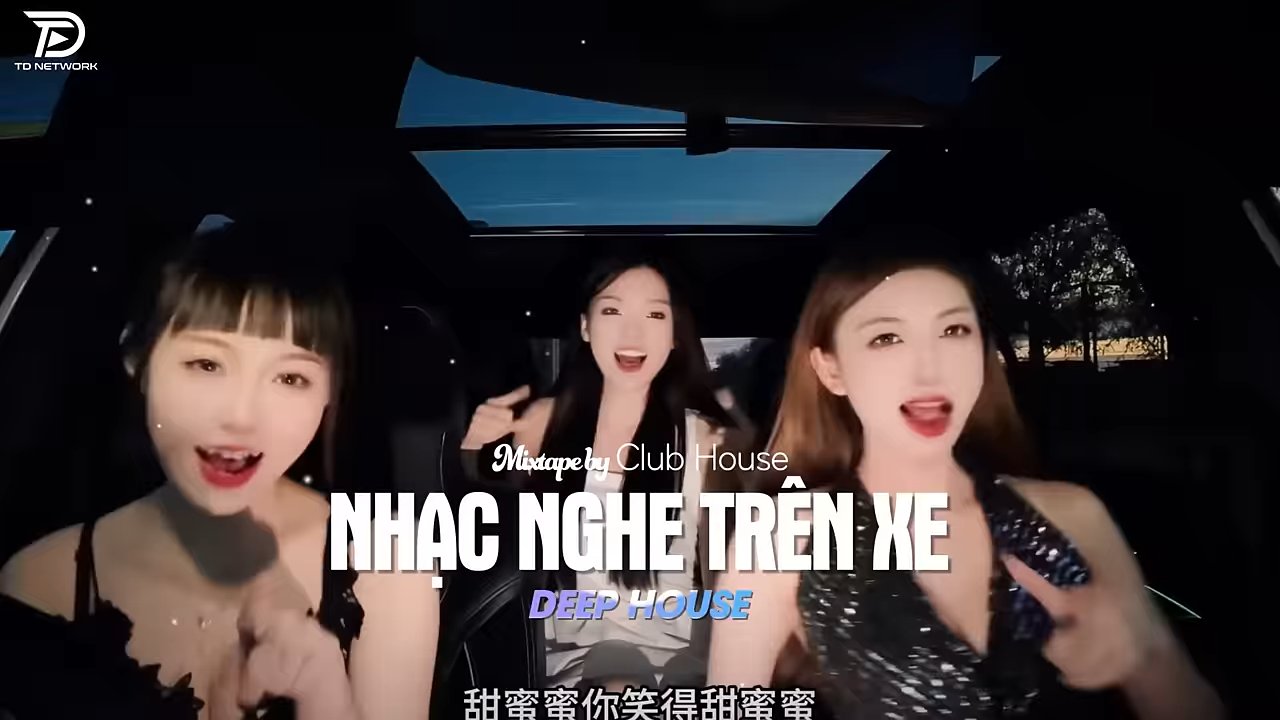 TD NETWORK
Mixtape by Club House
NHẠC NGHE TRÊN XE
DEEP HOUSE
甜蜜蜜你笑得甜蜜蜜